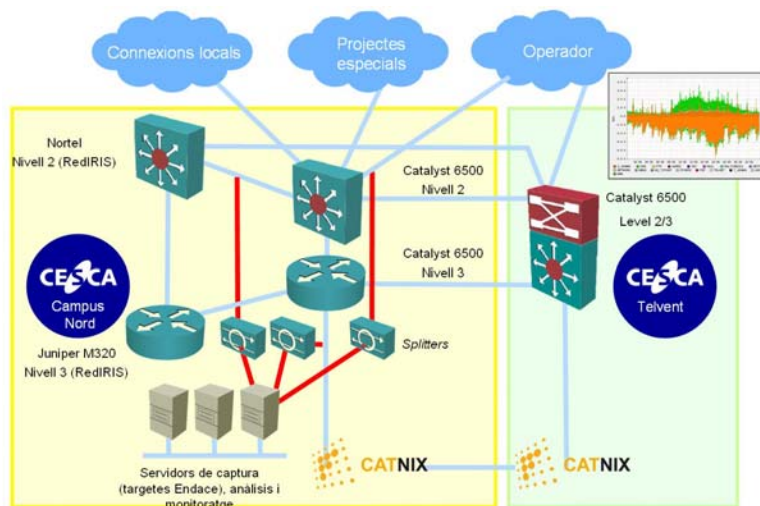 Connexions locals
Projectes
especials
Operador
Nortel
Nivell 2 (RedIRIS)
Catalyst 6500
Nivell 2
Catalyst 6500
Level 2/3
Catalyst 6500
Nivell 3
CESCA
Campus
Nord
CESCA
Telvent
Juniper M320
Nivell 3 (RedIRIS)
Splitters
Servidors de captura
(targetes Endace), anàlisis i
monitoratge
CATNIX
CATNIX